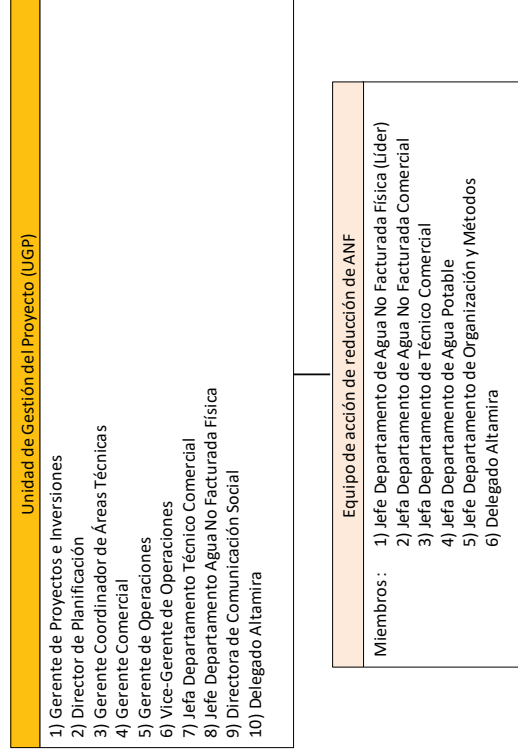 Unidad de Gestión del Proyecto (UGP)
1) Gerente de Proyectos e Inversiones
2) Director de Planificación
3) Gerente Coordinador de Áreas Técnicas
4) Gerente Comercial
5) Gerente de Operaciones
6) Vice-Gerente de Operaciones
7) Jefa Departamento Técnico Comercial
8) Jefe Departamento Agua No Facturada Física
9) Directora de Comunicación Social
10) Delegado Altamira
Equipo de acción de reducción de ANF
Miembros : 1) Jefe Departamento de Agua No Facturada Física (Líder)
2) Jefa Departamento de Agua No Facturada Comercial
3) Jefa Departamento de Técnico Comercial
4) Jefa Departamento de Agua Potable
5) Jefe Departamento de Organización y Métodos
6) Delegado Altamira